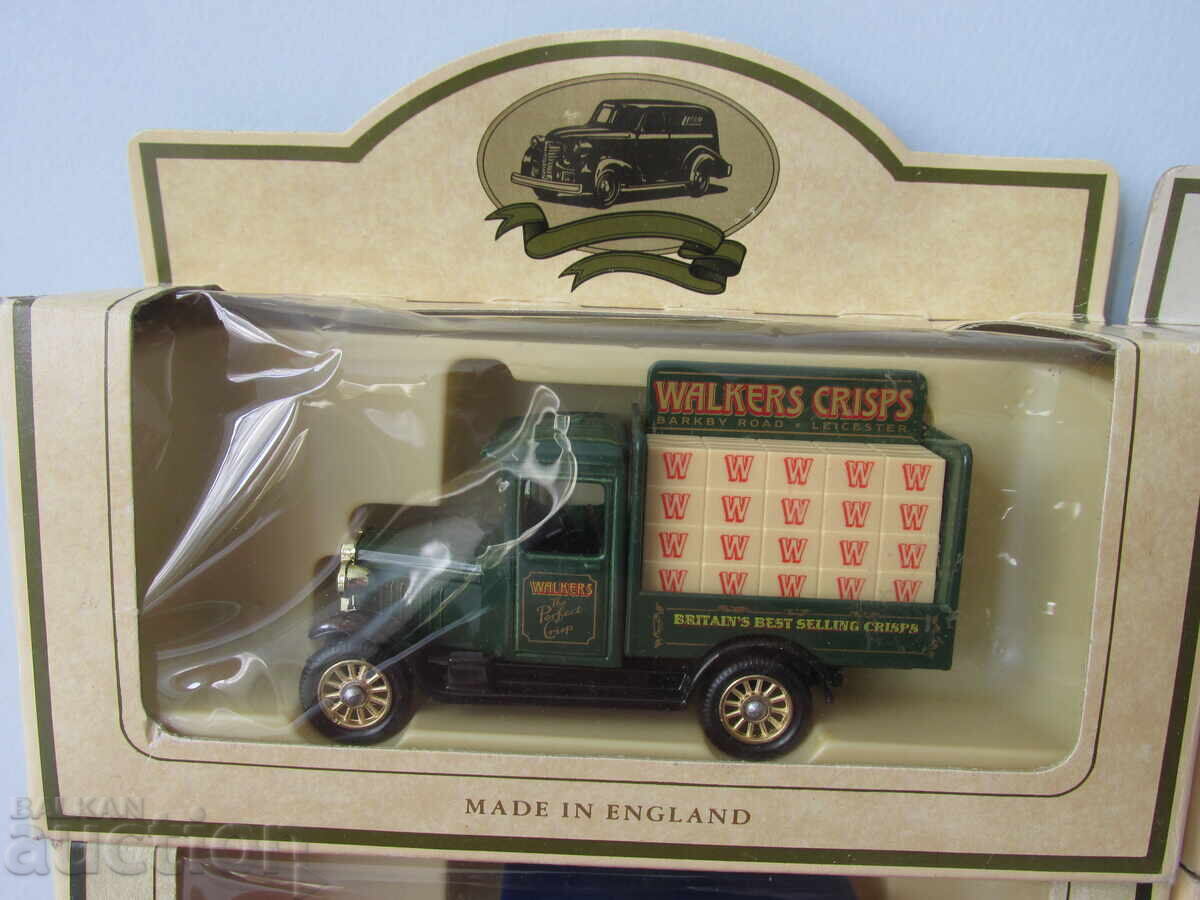 WALKERS CRISPS
BARKBY ROAD • LEICESTER
W W W W W
W W W W W
W W W W W
W W W W W
WALKERS
The
Perfect
Crisp
BRITAIN'S BEST SELLING CRISPS
MADE IN ENGLAND
BALKAN
auction